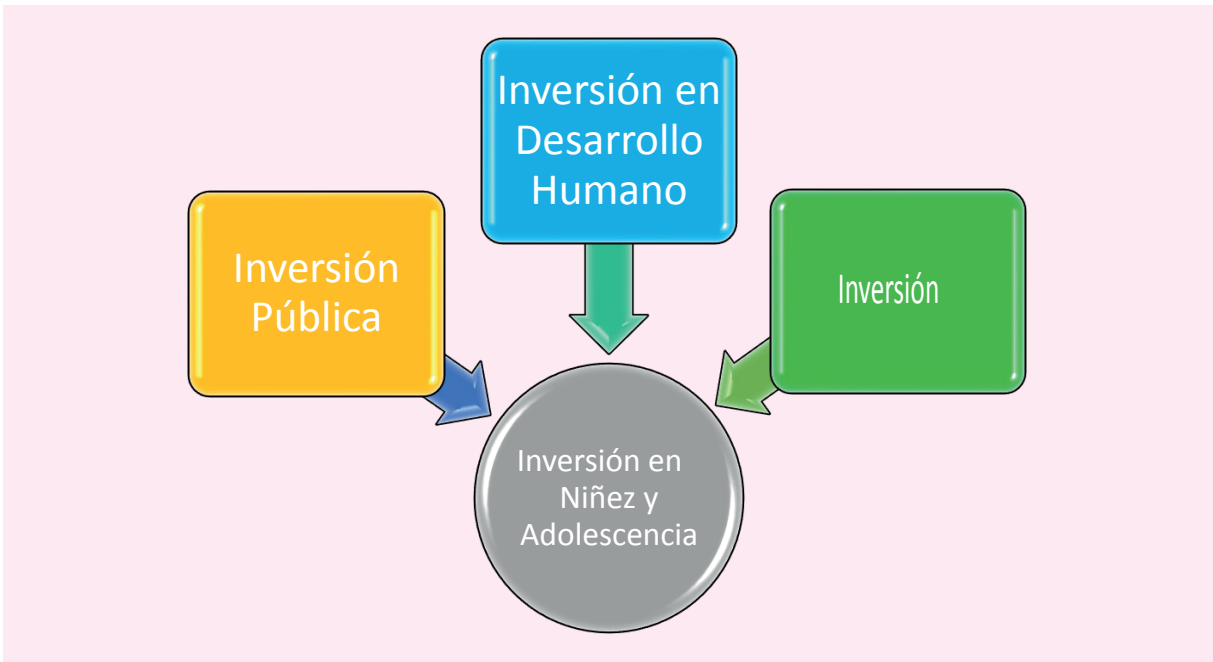 Inversión en
Desarrollo
Humano
Inversión
Pública
Inversión
Inversión en
Niñez y
Adolescencia